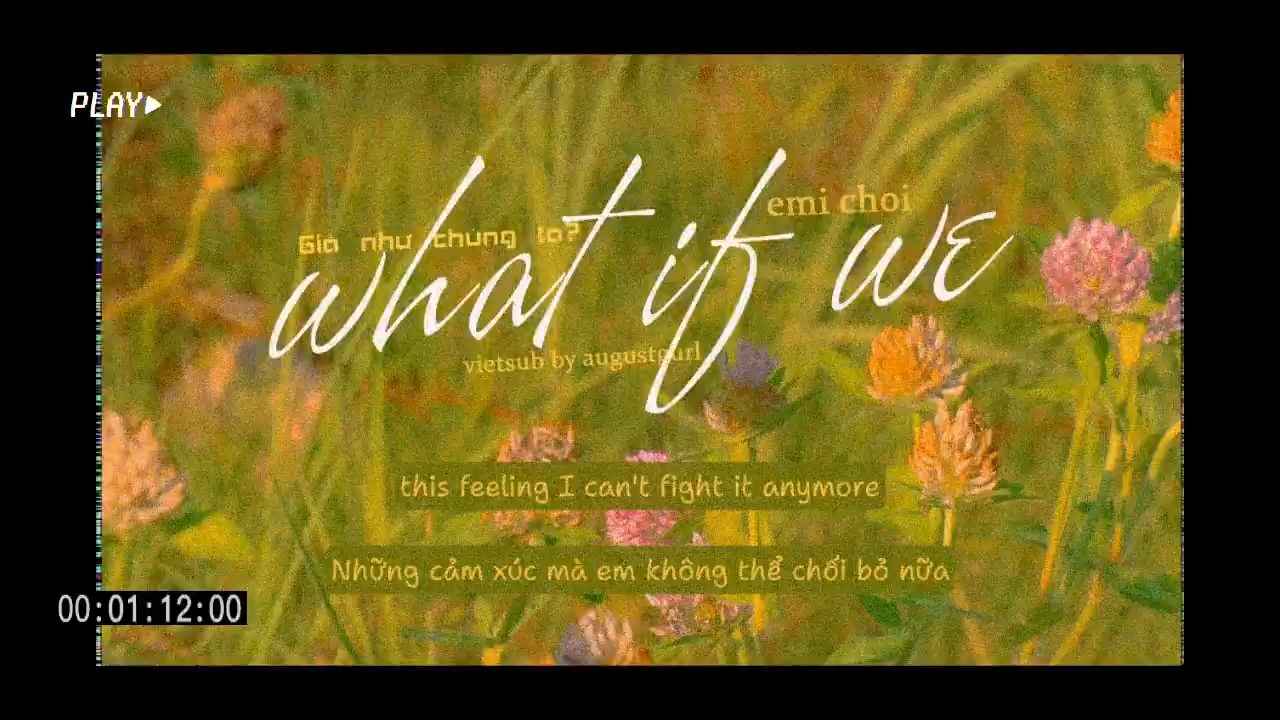 PLAY
emi choi
Giá như chúng ta?
what if we
vietsub by augustgurl
this feeling I can't fight it anymore
Những cảm xúc mà em không thể chối bỏ nữa
00:01:12:00